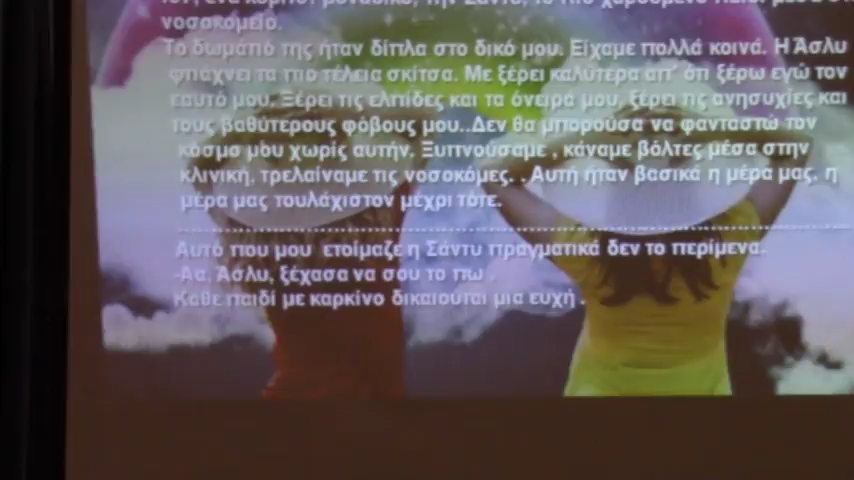 νοσοκομείο.
Το δωμάτιό της ήταν δίπλα στο δικό μου. Είχαμε πολλά κοινά. Η Άσλυ
φτιάχνει τα πιο τέλεια σκίτσα. Με ξέρει καλύτερα απ' ότι ξέρω εγώ τον
εαυτό μου. Ξέρει τις ελπίδες και τα όνειρά μου, ξέρει τις ανησυχίες και
τους βαθύτερους φόβους μου..Δεν θα μπορούσα να φανταστώ τον
κόσμο μου χωρίς αυτήν. Ξυπνούσαμε , κάναμε βόλτες μέσα στην
κλινική, τρελαίναμε τις νοσοκόμες. . Αυτή ήταν βασικά η μέρα μας. η
μέρα μας τουλάχιστον μέχρι τότε.
Αυτό που μου ετοίμαζε η Σάντυ πραγματικά δεν το περίμενα.
-Αα, Άσλυ, ξέχασα να σου το πω .
Κάθε παιδί με καρκίνο δικαιούται μια ευχή .